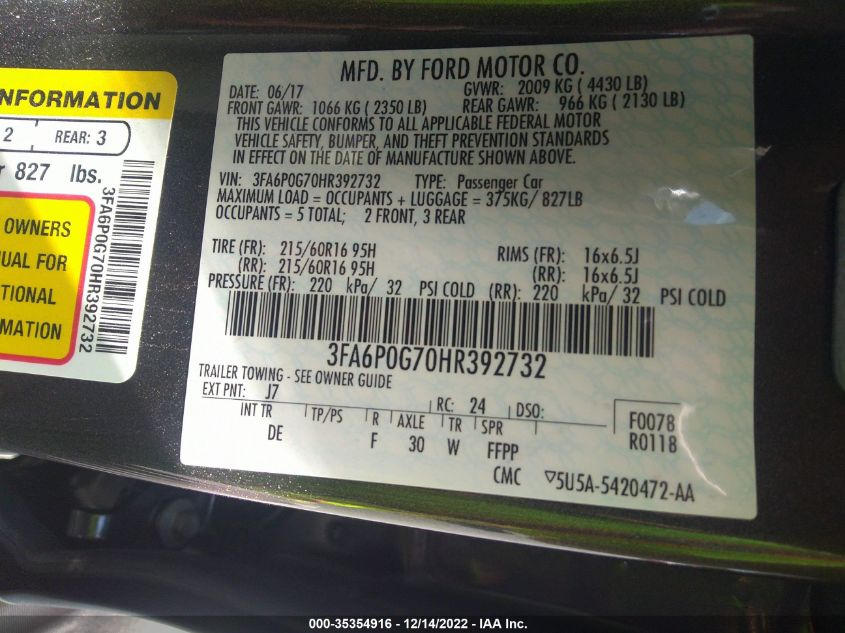 NFORMATION
2 REAR: 3
827 lbs.
OWNERS
UAL FOR
TIONAL
RMATION
3FA6P0G70HR392732
MFD. BY FORD MOTOR CO.
DATE: 06/17 GVWR: 2009 KG ( 4430 LB)
FRONT GAWR: 1066 KG ( 2350 LB) REAR GAWR: 966 KG ( 2130 LB)
THIS VEHICLE CONFORMS TO ALL APPLICABLE FEDERAL MOTOR
VEHICLE SAFETY, BUMPER, AND THEFT PREVENTION STANDARDS
IN EFFECT ON THE DATE OF MANUFACTURE SHOWN ABOVE.
VIN: 3FA6P0G70HR392732 TYPE: Passenger Car
MAXIMUM LOAD = OCCUPANTS + LUGGAGE = 375KG/ 827LB
OCCUPANTS = 5 TOTAL; 2 FRONT, 3 REAR
TIRE (FR): 215/60R16 95H RIMS (FR): 16x6.5J
(RR): 215/60R16 95H (RR): 16x6.5J
PRESSURE (FR): 220 kPa/ 32 PSI COLD (RR): 220 kPa/ 32 PSI COLD
3FA6P0G70HR392732
TRAILER TOWING - SEE OWNER GUIDE
EXT PNT: J7 RC: 24 DSO: F0078
INT TR TP/PS R AXLE TR SPR R0118
DE F 30 W FFPP
CMC ▽5U5A-5420472-AA
000-35354916 - 12/14/2022 - IAA Inc.